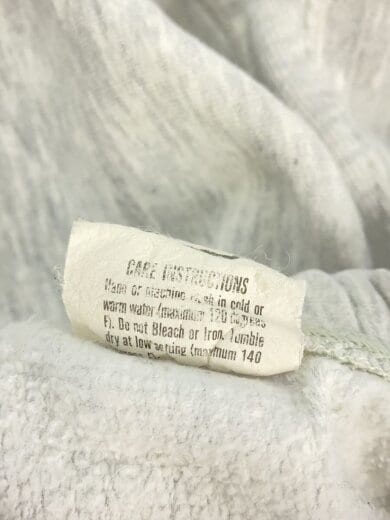 CARE INSTRUCTIONS
Hand or Machine wash in cold or
warm water (maximum 120 degrees
F). Do not Bleach or Iron. Tumble
dry at low setting (maximum 140